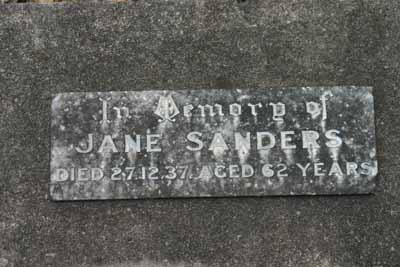 In Memory of
JANE SANDERS
DIED 27.12.37. AGED 62 YEARS